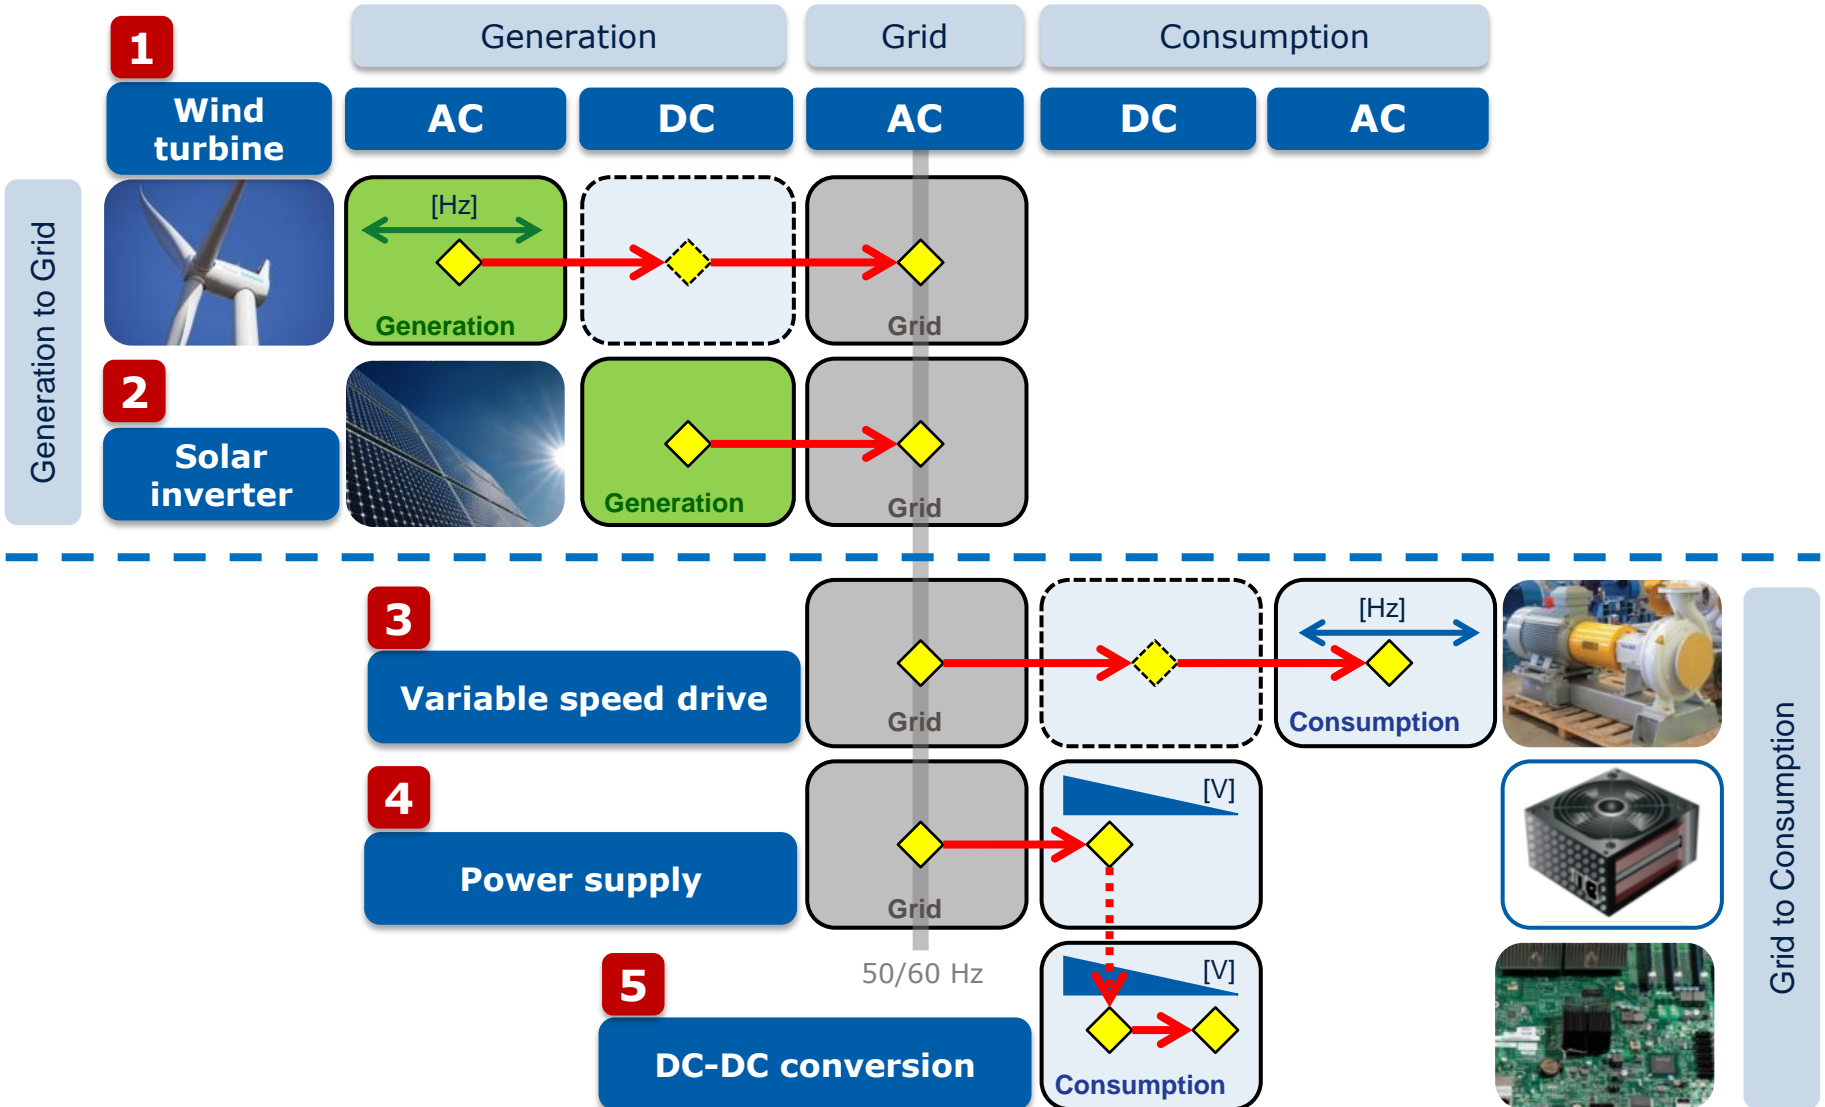 1
Generation
Grid
Consumption
Wind
turbine
AC
DC
AC
DC
AC
Generation to Grid
[Hz]
Generation
Grid
2
Solar
inverter
Generation
Grid
3
Variable speed drive
Grid
[Hz]
Consumption
4
Power supply
Grid
[V]
Grid to Consumption
50/60 Hz
5
DC-DC conversion
[V]
Consumption